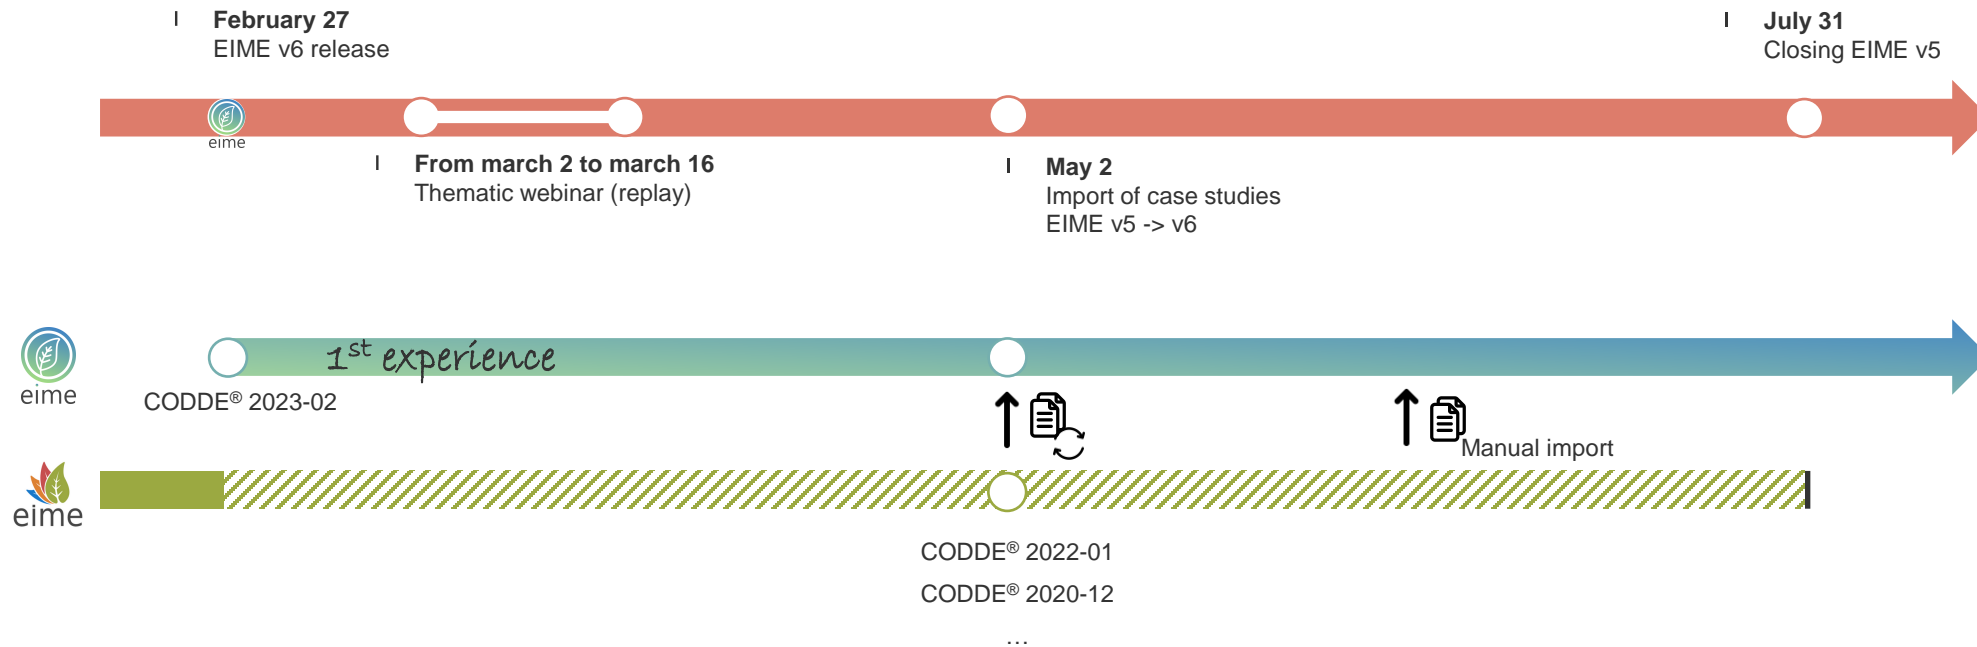 February 27
EIME v6 release
July 31
Closing EIME v5
eime
From march 2 to march 16
Thematic webinar (replay)
May 2
Import of case studies
EIME v5 -> v6
1st experience
eime
CODDE® 2023-02
Manual import
eime
CODDE® 2022-01
CODDE® 2020-12
...